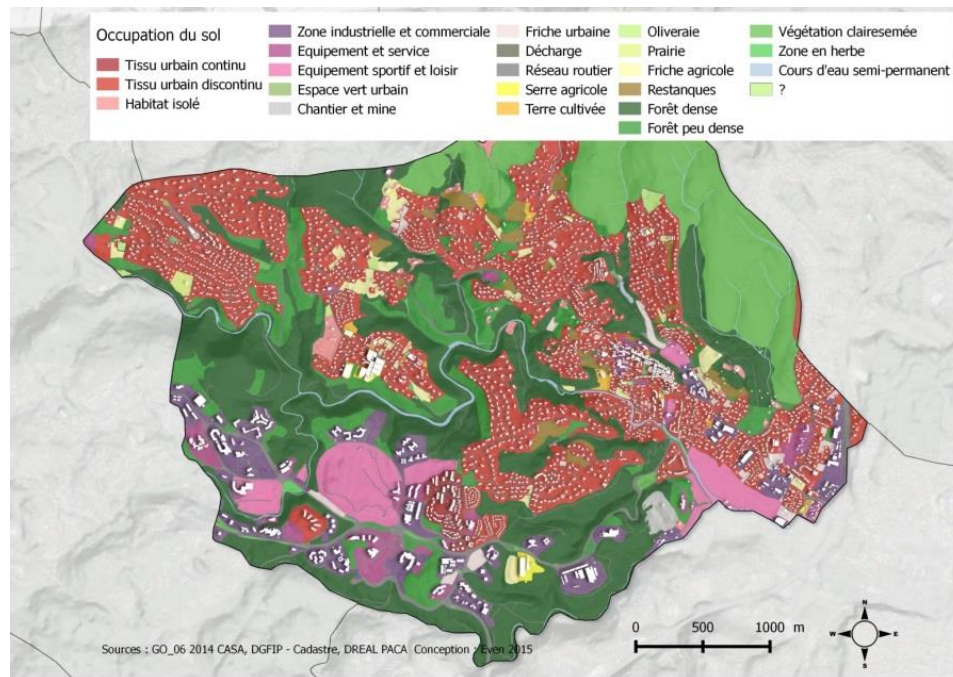 Occupation du sol
Tissu urbain continu
Tissu urbain discontinu
Habitat isolé
Zone industrielle et commerciale
Equipement et service
Equipement sportif et loisir
Espace vert urbain
Chantier et mine
Friche urbaine
Décharge
Réseau routier
Serre agricole
Terre cultivée
Oliveraie
Prairie
Friche agricole
Restanques
Forêt dense
Forêt peu dense
Végétation clairesemée
Zone en herbe
Cours d'eau semi-permanent
?
0 500 1000 m
N
W E
S
Sources : GO_06 2014 CASA, DGFIP - Cadastre, DREAL PACA Conception : Even 2015